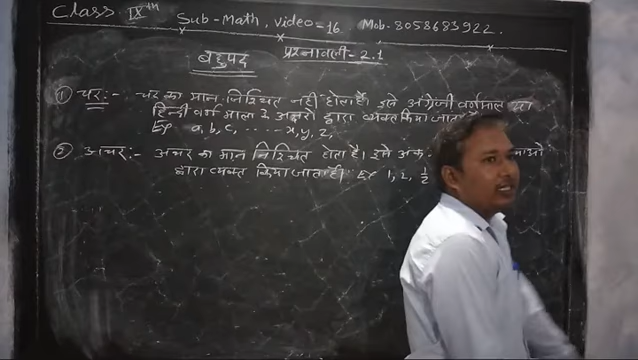 Class IXth Sub-Math, video=16 Mob-8058683922.
बहुपद प्रश्नावली-2.1
① चर:- चर का मान निश्चित नहीं होता है। इसे अंग्रेजी वर्णमाला तथा
हिन्दी वर्ण माला के अक्षरों द्वारा व्यक्त किया जाता है।
Ex a, b, c, ..... x, y, z,
② अचर:- अचर का मान निश्चित होता है। इसे अंक
द्वारा व्यक्त किया जाता है। Ex 1, 2, 1/2